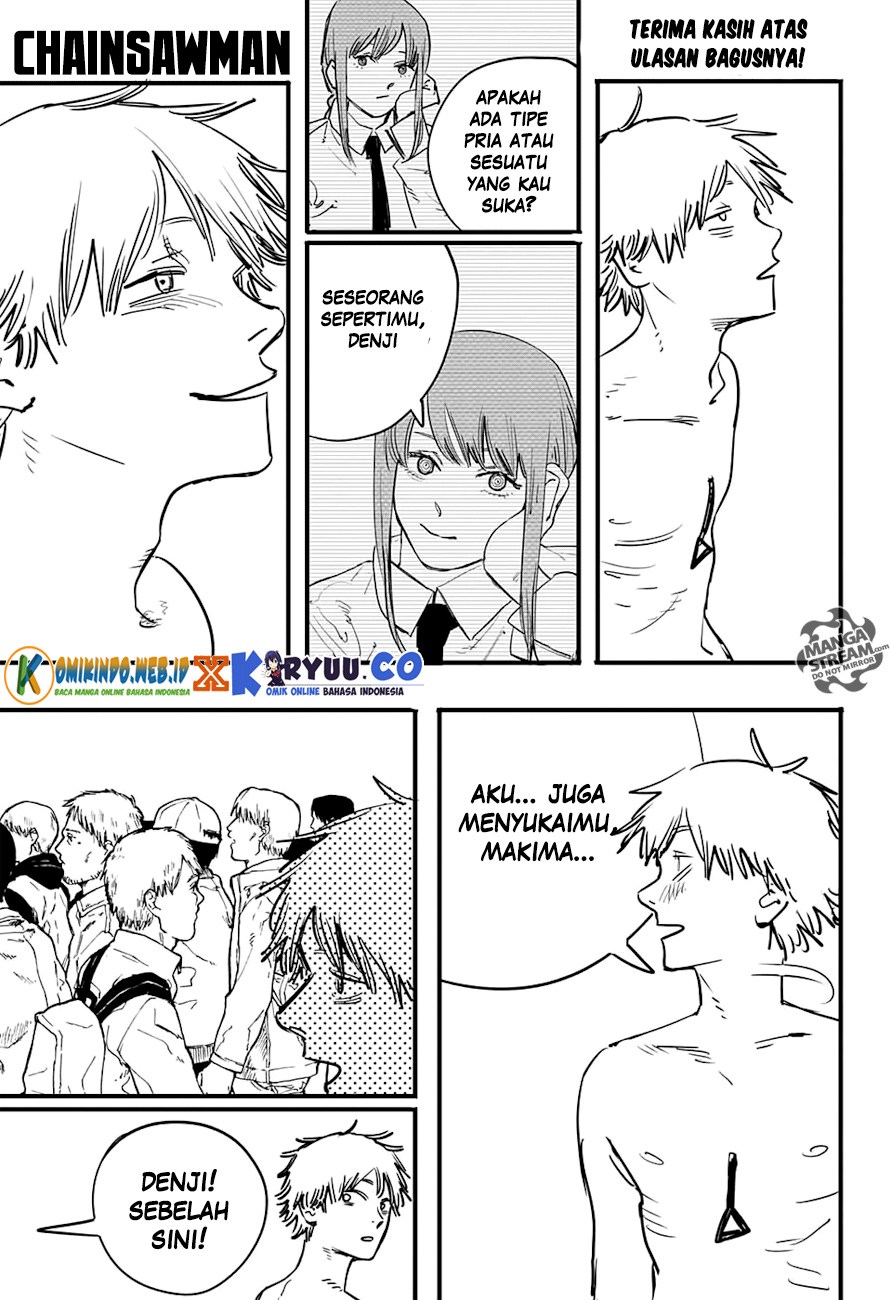 CHAINSAWMAN
TERIMA KASIH ATAS
ULASAN BAGUSNYA!
APAKAH
ADA TIPE
PRIA ATAU
SESUATU
YANG KAU
SUKA?
SESEORANG
SEPERTIMU,
DENJI
KOMIKINDO.WEB.ID
BACA MANGA ONLINE BAHASA INDONESIA
X
KIRYUU.CO
OMIK ONLINE BAHASA INDONESIA
MANGA
STREAM.com
DO NOT MIRROR
AKU... JUGA
MENYUKAIMU,
MAKIMA...
DENJI!
SEBELAH
SINI!